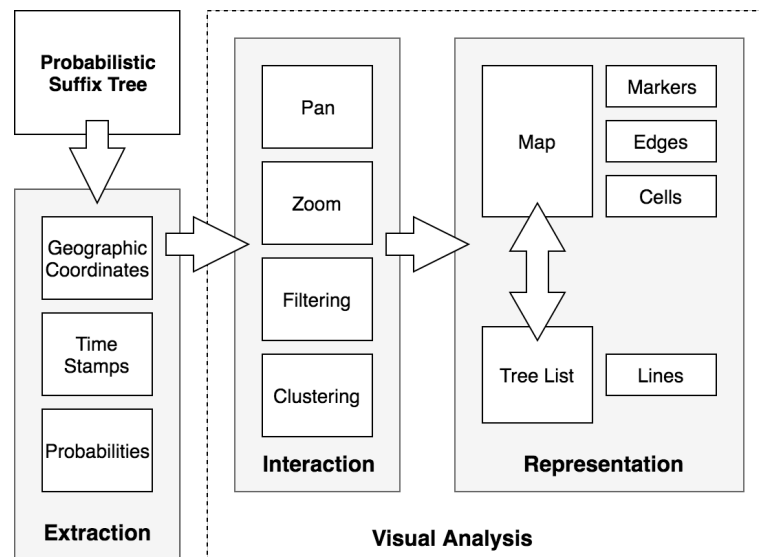 Probabilistic
Suffix Tree
Geographic
Coordinates
Time
Stamps
Probabilities
Extraction
Pan
Zoom
Filtering
Clustering
Interaction
Map
Markers
Edges
Cells
Tree List
Lines
Representation
Visual Analysis